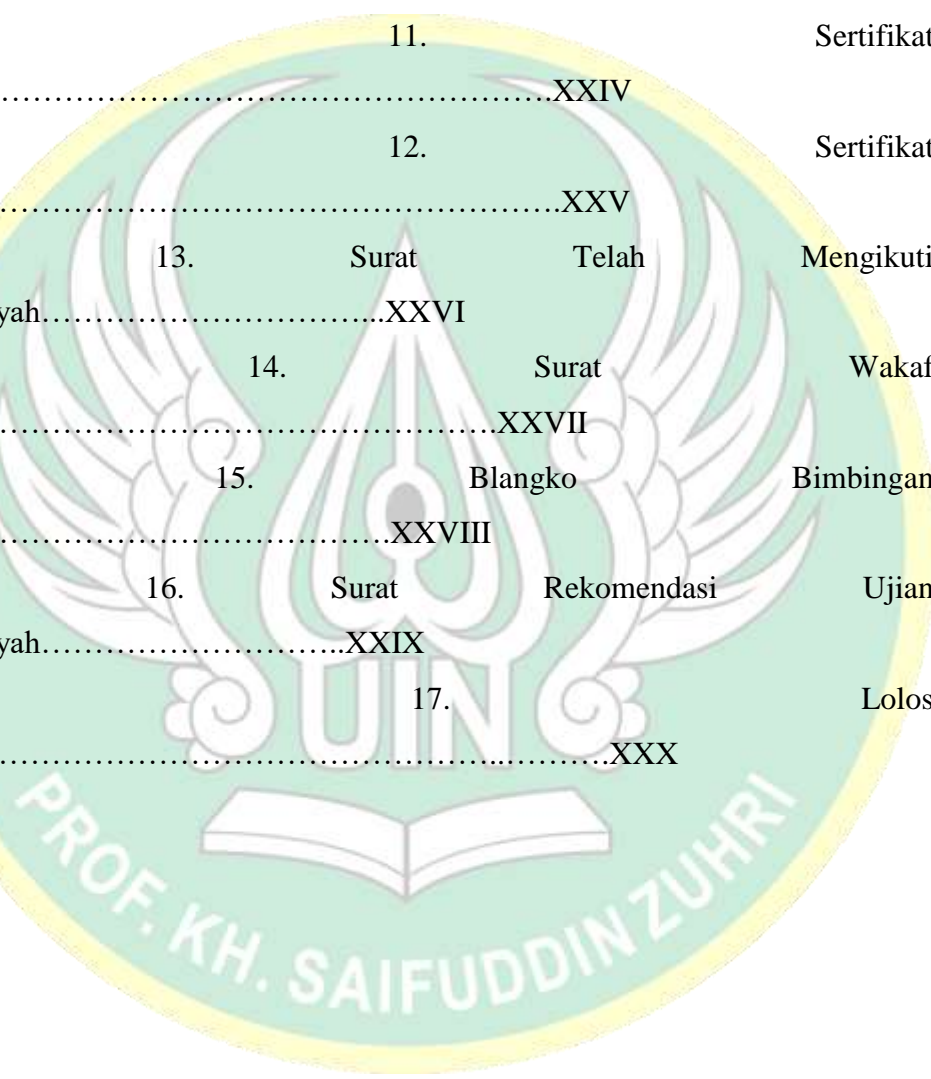 11. Sertifikat
……………………………………………………….XXIV
12. Sertifikat
………………………………………………………….XXV
13. Surat Telah Mengikuti
yah…………………………...XXVI
14. Surat Wakaf
………………………………………………….XXVII
15. Blangko Bimbingan
……………………………………….XXVIII
16. Surat Rekomendasi Ujian
yah………………………..XXIX
17. Lolos
…………………………………………………..……….XXX
UIN
PROF. KH. SAIFUDDIN ZUHRI